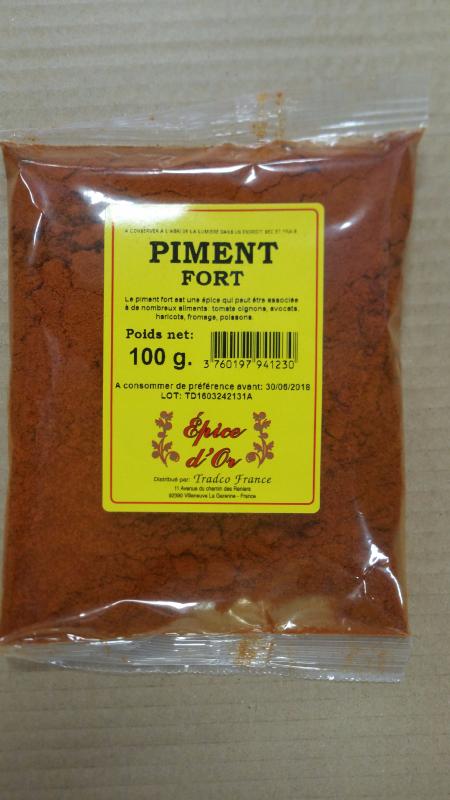 A CONSERVER A L'ABRI DE LA LUMIERE DANS UN ENDROIT SEC ET FRAIS
PIMENT
FORT
Le piment fort est une épice qui peut être associée
à de nombreux aliments: tomate oignons, avocats,
haricots, fromage, poissons.
Poids net:
100 g.
3 760197 941230
A consommer de préférence avant: 30/06/2018
LOT: TD1603242131A
Épice
d'Or
Distribué par: Tradco France
11 Avenue du chemin des Reniers
92390 Villeneuve La Garenne - France